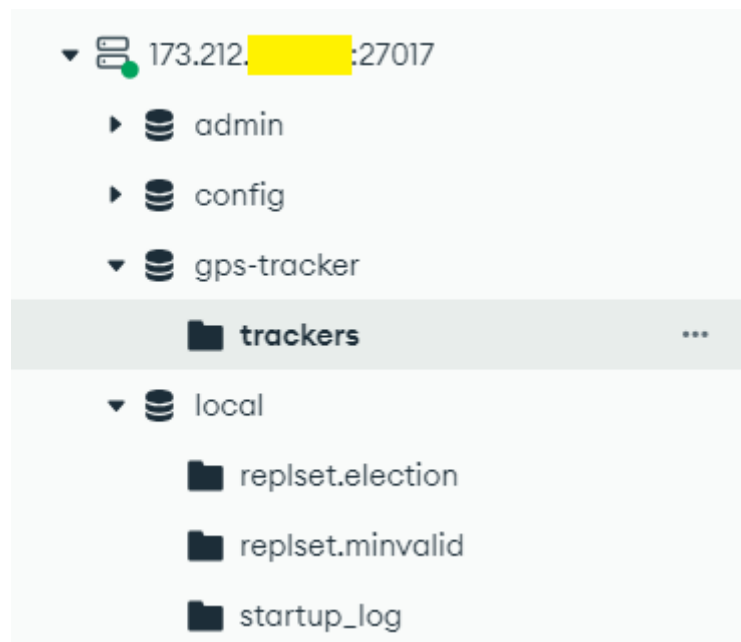 173.212. :27017
admin
config
gps-tracker
trackers
local
replset.election
replset.minvalid
startup_log